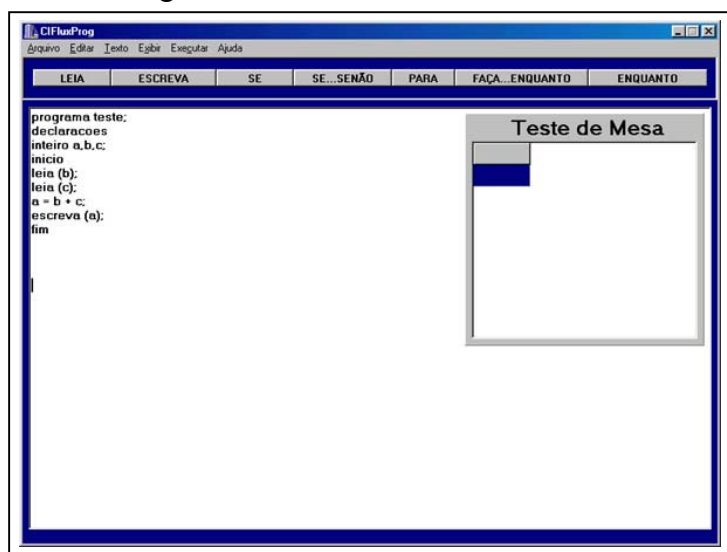 CIFluxProg
Arquivo Editar Texto Exibir Executar Ajuda
LEIA ESCREVA SE SE...SENÃO PARA FAÇA...ENQUANTO ENQUANTO
programa teste;
declaracoes
inteiro a,b,c;
inicio
leia (b);
leia (c);
a = b + c;
escreva (a);
fim
Teste de Mesa